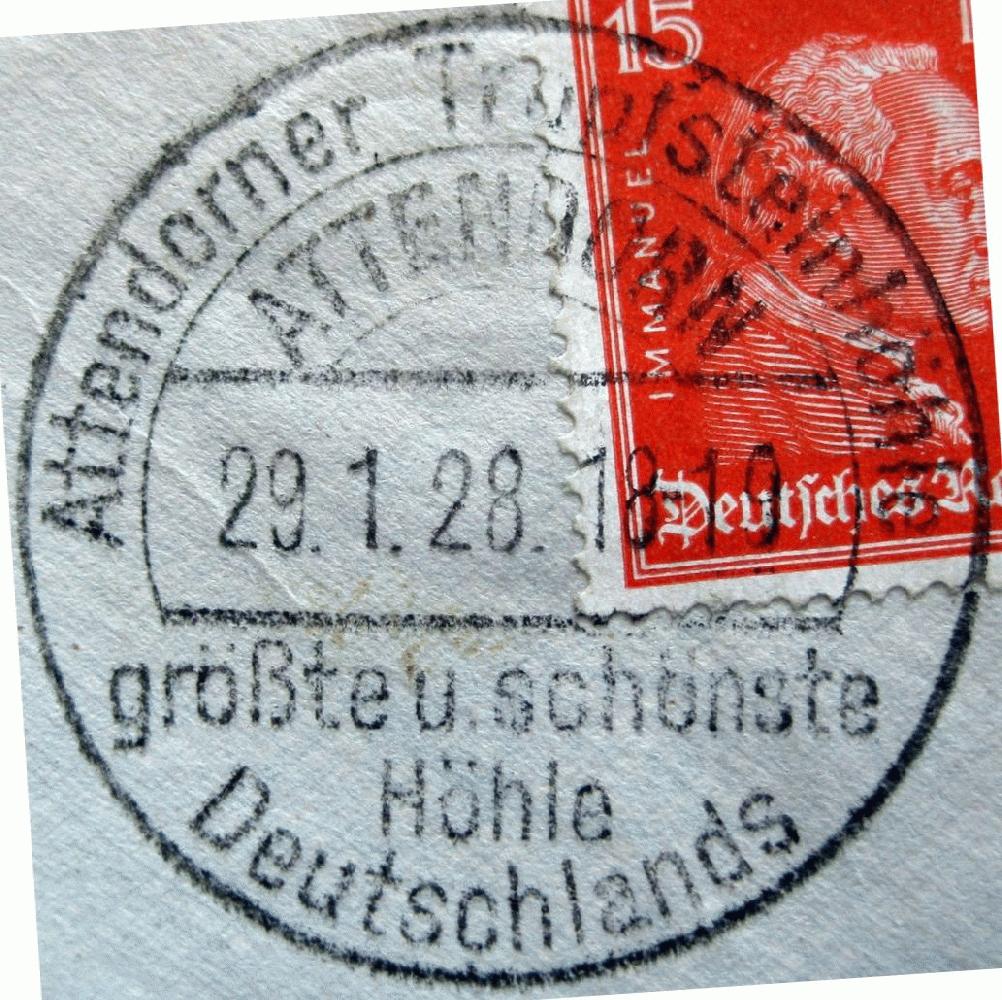 Attendorner Tropfsteinhöhle
ATTENDORN
29. 1. 28. 18-19
größte u. schönste
Höhle
Deutschlands
15
IMMANUEL
Deutsches